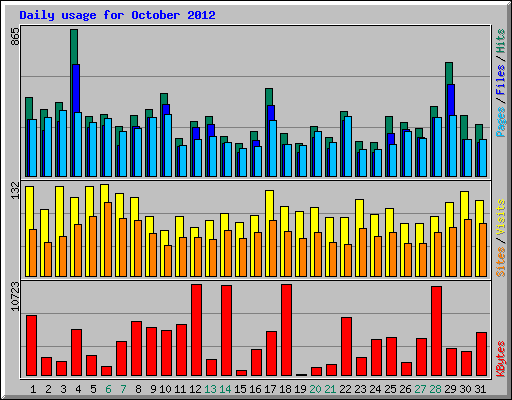 Daily usage for October 2012
865
Pages / Files / Hits
132
Sites / Visits
10723
KBytes
1 2 3 4 5 6 7 8 9 10 11 12 13 14 15 16 17 18 19 20 21 22 23 24 25 26 27 28 29 30 31